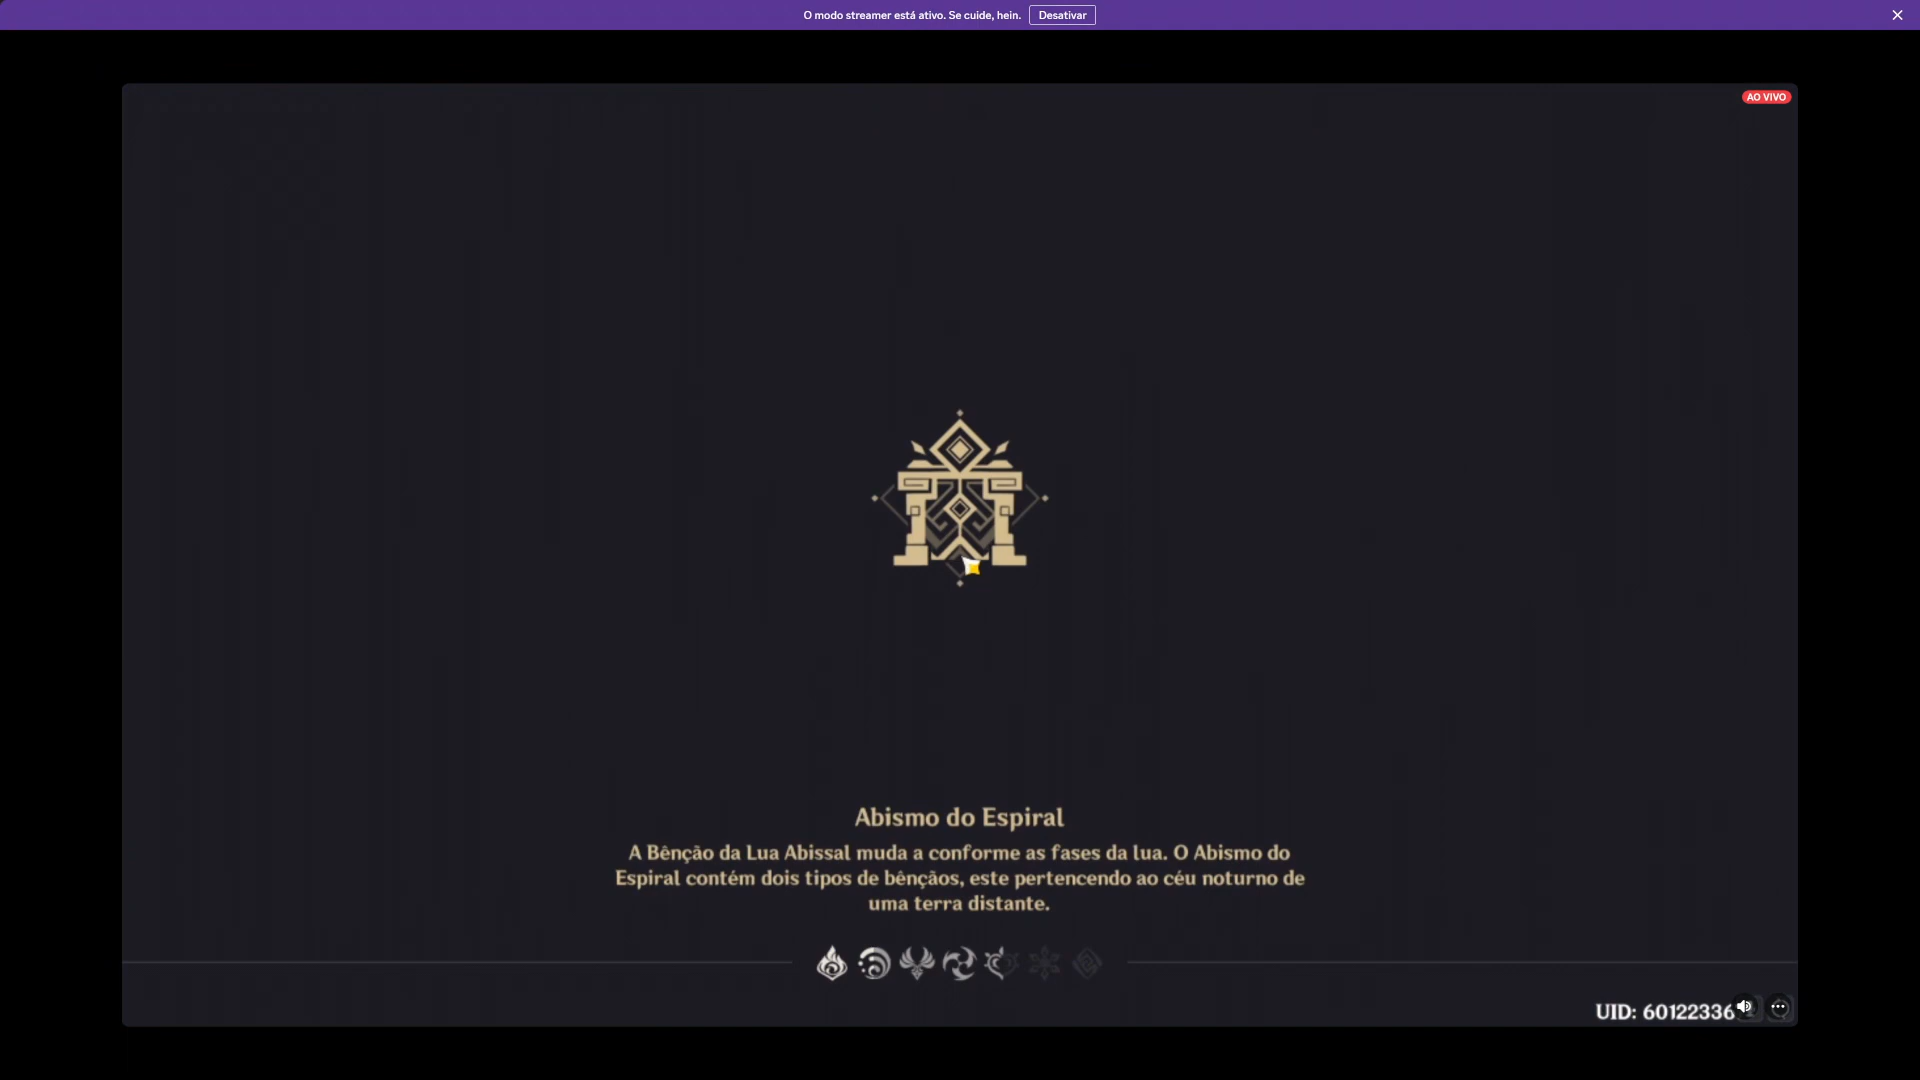 O modo streamer está ativo. Se cuide, hein. Desativar
AO VIVO
Abismo do Espiral
A Bênção da Lua Abissal muda a conforme as fases da lua. O Abismo do
Espiral contém dois tipos de bênçãos, este pertencendo ao céu noturno de
uma terra distante.
UID: 60122336